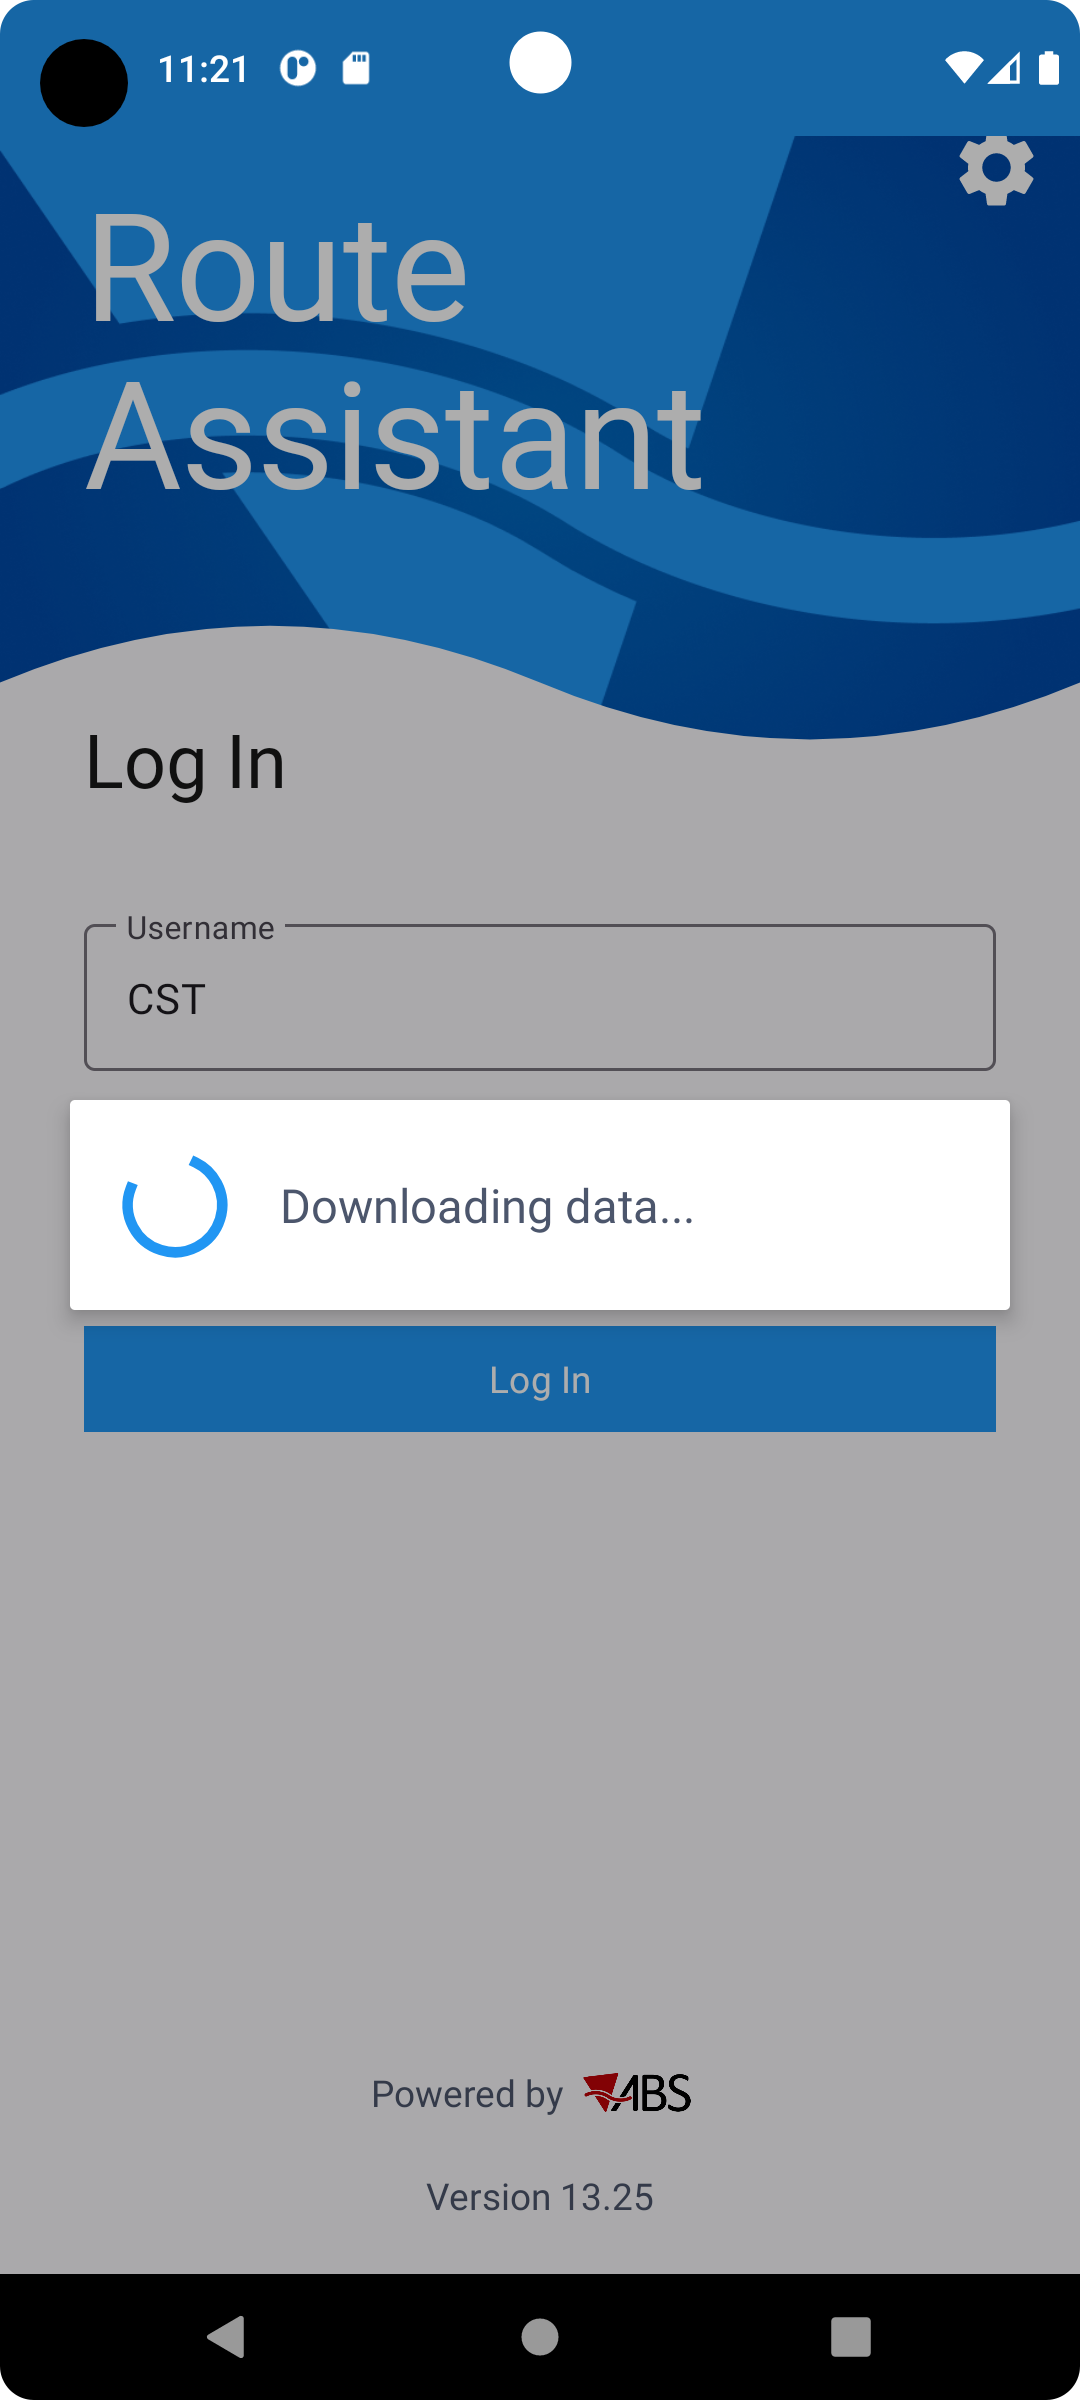 11:21
Route
Assistant
Log In
Username
CST
Downloading data...
Log In
Powered by ABS
Version 13.25